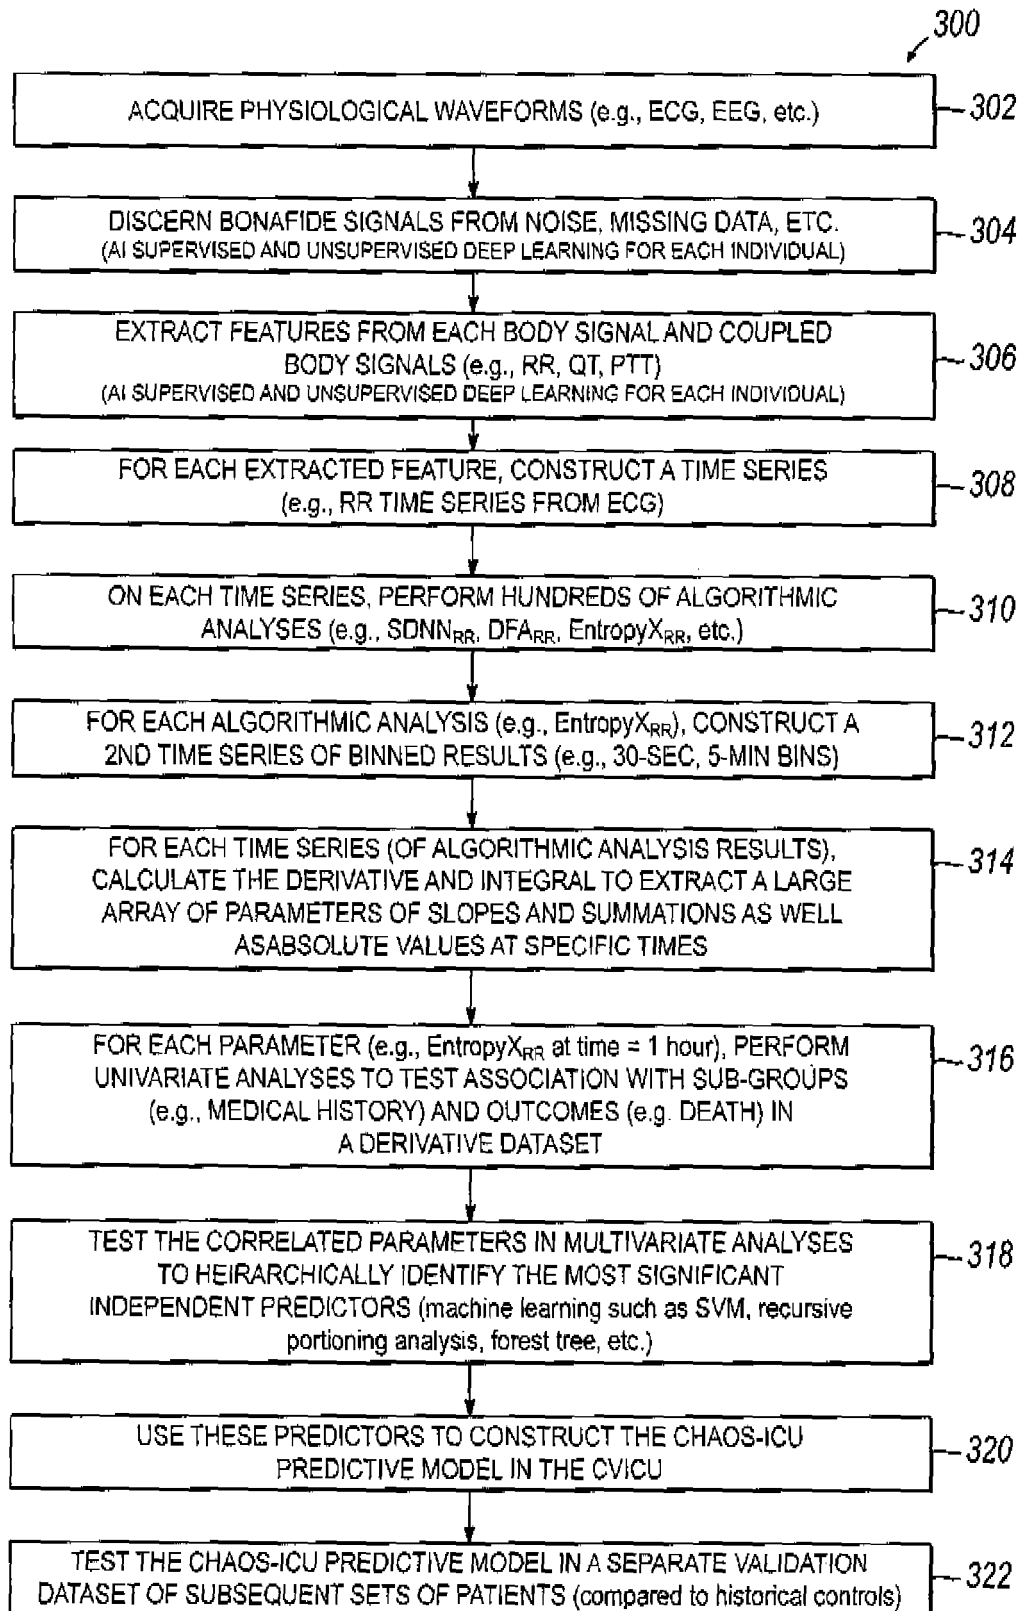 300
ACQUIRE PHYSIOLOGICAL WAVEFORMS (e.g., ECG, EEG, etc.)
302
DISCERN BONAFIDE SIGNALS FROM NOISE, MISSING DATA, ETC.
(AI SUPERVISED AND UNSUPERVISED DEEP LEARNING FOR EACH INDIVIDUAL)
304
EXTRACT FEATURES FROM EACH BODY SIGNAL AND COUPLED
BODY SIGNALS (e.g., RR, QT, PTT)
(AI SUPERVISED AND UNSUPERVISED DEEP LEARNING FOR EACH INDIVIDUAL)
306
FOR EACH EXTRACTED FEATURE, CONSTRUCT A TIME SERIES
(e.g., RR TIME SERIES FROM ECG)
308
ON EACH TIME SERIES, PERFORM HUNDREDS OF ALGORITHMIC
ANALYSES (e.g., SDNN_RR, DFA_RR, EntropyX_RR, etc.)
310
FOR EACH ALGORITHMIC ANALYSIS (e.g., EntropyX_RR), CONSTRUCT A
2ND TIME SERIES OF BINNED RESULTS (e.g., 30-SEC, 5-MIN BINS)
312
FOR EACH TIME SERIES (OF ALGORITHMIC ANALYSIS RESULTS),
CALCULATE THE DERIVATIVE AND INTEGRAL TO EXTRACT A LARGE
ARRAY OF PARAMETERS OF SLOPES AND SUMMATIONS AS WELL
ASABSOLUTE VALUES AT SPECIFIC TIMES
314
FOR EACH PARAMETER (e.g., EntropyX_RR at time = 1 hour), PERFORM
UNIVARIATE ANALYSES TO TEST ASSOCIATION WITH SUB-GROUPS
(e.g., MEDICAL HISTORY) AND OUTCOMES (e.g. DEATH) IN
A DERIVATIVE DATASET
316
TEST THE CORRELATED PARAMETERS IN MULTIVARIATE ANALYSES
TO HEIRARCHICALLY IDENTIFY THE MOST SIGNIFICANT
INDEPENDENT PREDICTORS (machine learning such as SVM, recursive
portioning analysis, forest tree, etc.)
318
USE THESE PREDICTORS TO CONSTRUCT THE CHAOS-ICU
PREDICTIVE MODEL IN THE CVICU
320
TEST THE CHAOS-ICU PREDICTIVE MODEL IN A SEPARATE VALIDATION
DATASET OF SUBSEQUENT SETS OF PATIENTS (compared to historical controls)
322